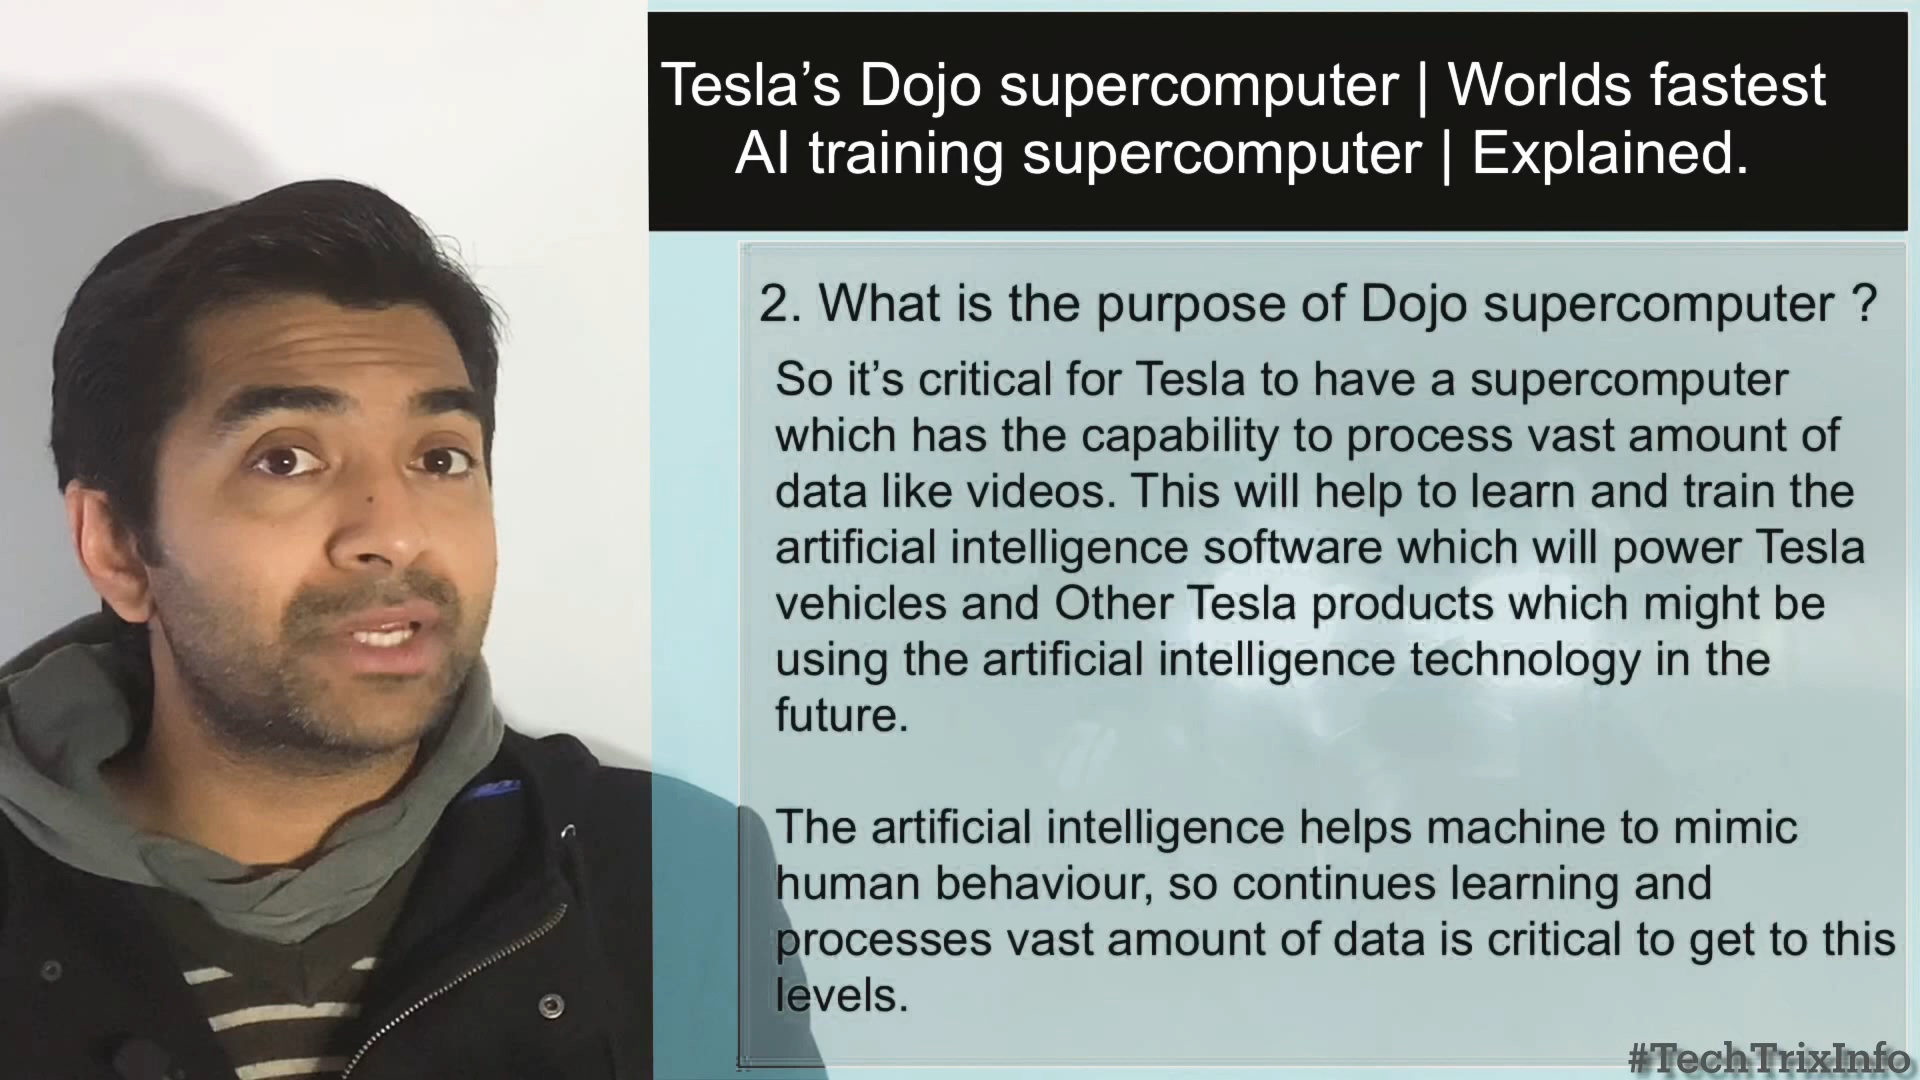 Tesla’s Dojo supercomputer | Worlds fastest
AI training supercomputer | Explained.
2. What is the purpose of Dojo supercomputer ?
So it’s critical for Tesla to have a supercomputer
which has the capability to process vast amount of
data like videos. This will help to learn and train the
artificial intelligence software which will power Tesla
vehicles and Other Tesla products which might be
using the artificial intelligence technology in the
future.
The artificial intelligence helps machine to mimic
human behaviour, so continues learning and
processes vast amount of data is critical to get to this
levels.
#TechTrixInfo